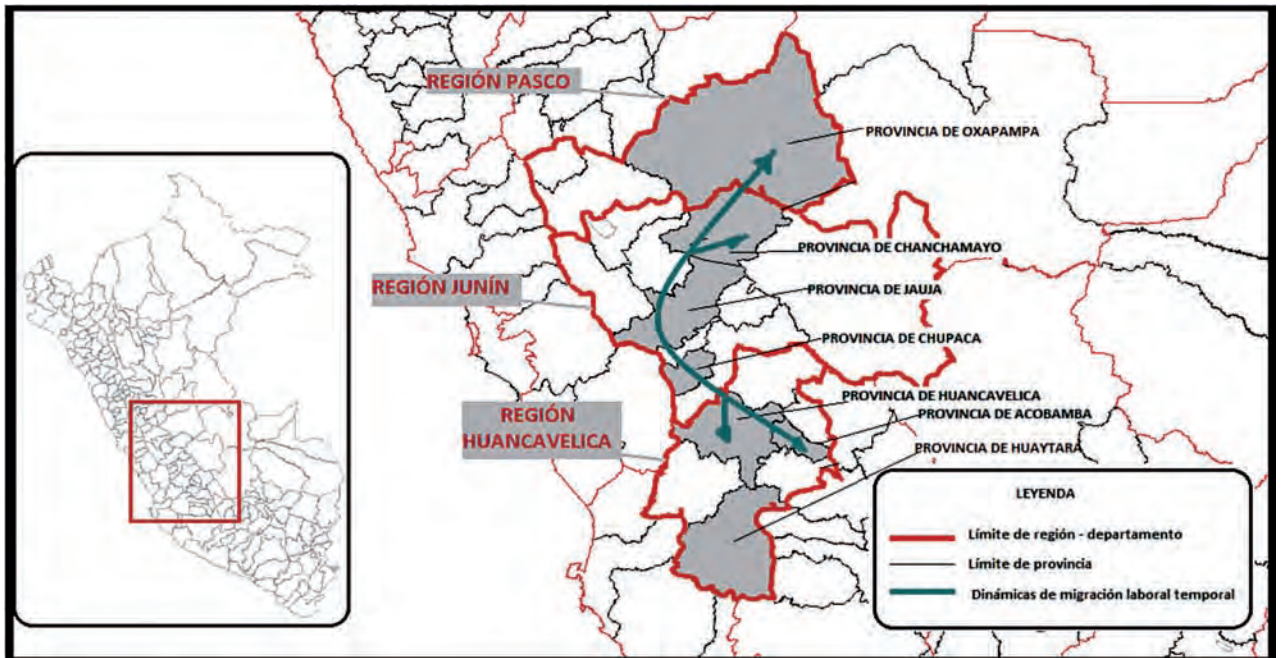 REGIÓN PASCO
PROVINCIA DE OXAPAMPA
PROVINCIA DE CHANCHAMAYO
REGIÓN JUNÍN
PROVINCIA DE JAUJA
PROVINCIA DE CHUPACA
PROVINCIA DE HUANCAVELICA
REGIÓN
HUANCAVELICA
PROVINCIA DE ACOBAMBA
PROVINCIA DE HUAYTARA
LEYENDA
Límite de región - departamento
Límite de provincia
Dinámicas de migración laboral temporal